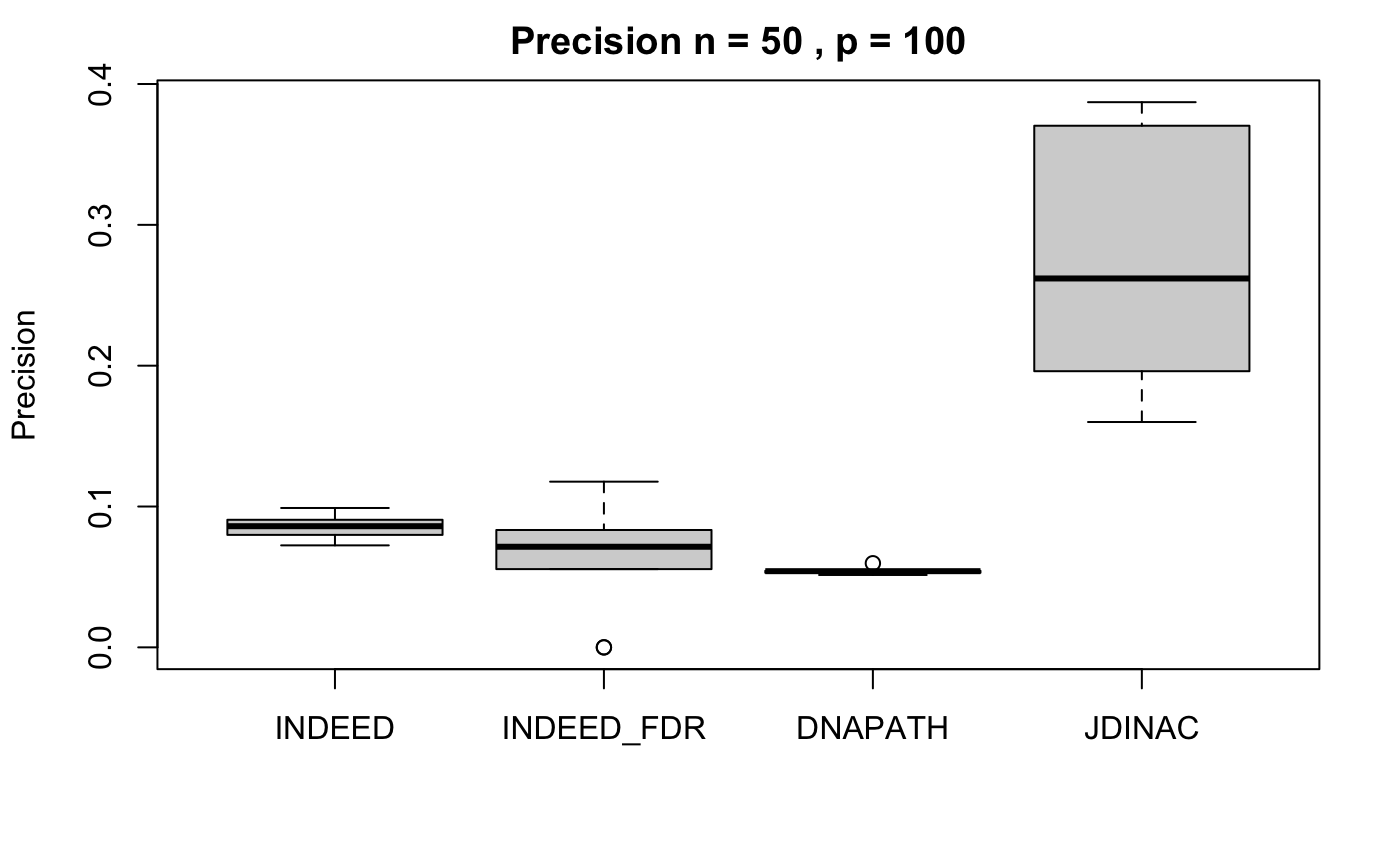 Precision n = 50 , p = 100
Precision
0.4
0.3
0.2
0.1
0.0
INDEED
INDEED_FDR
DNAPATH
JDINAC